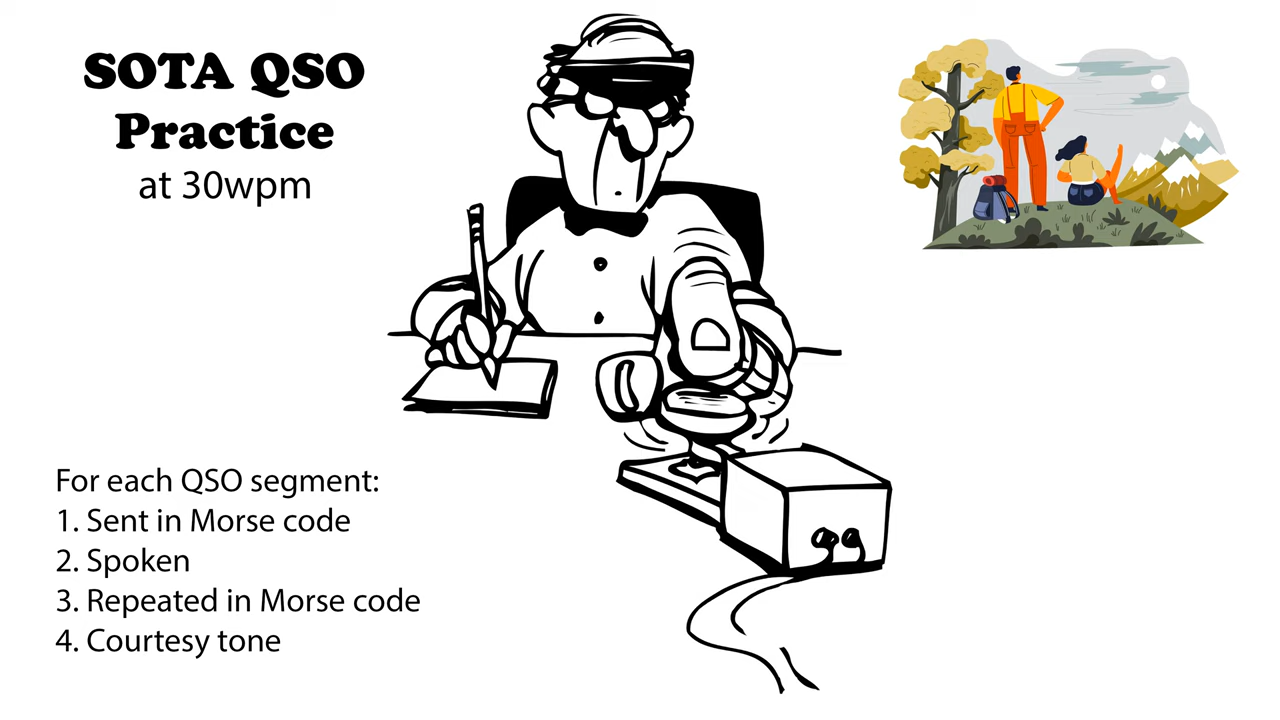 SOTA QSO
Practice
at 30wpm
For each QSO segment:
1. Sent in Morse code
2. Spoken
3. Repeated in Morse code
4. Courtesy tone